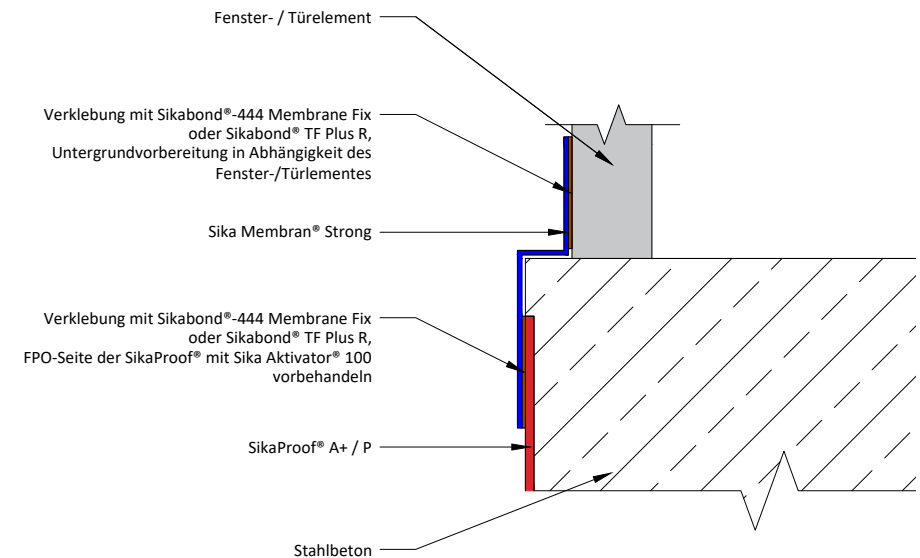 Fenster- / Türelement
Verklebung mit Sikabond®-444 Membrane Fix
oder Sikabond® TF Plus R,
Untergrundvorbereitung in Abhängigkeit des
Fenster-/Türlementes
Sika Membran® Strong
Verklebung mit Sikabond®-444 Membrane Fix
oder Sikabond® TF Plus R,
FPO-Seite der SikaProof® mit Sika Aktivator® 100
vorbehandeln
SikaProof® A+ / P
Stahlbeton